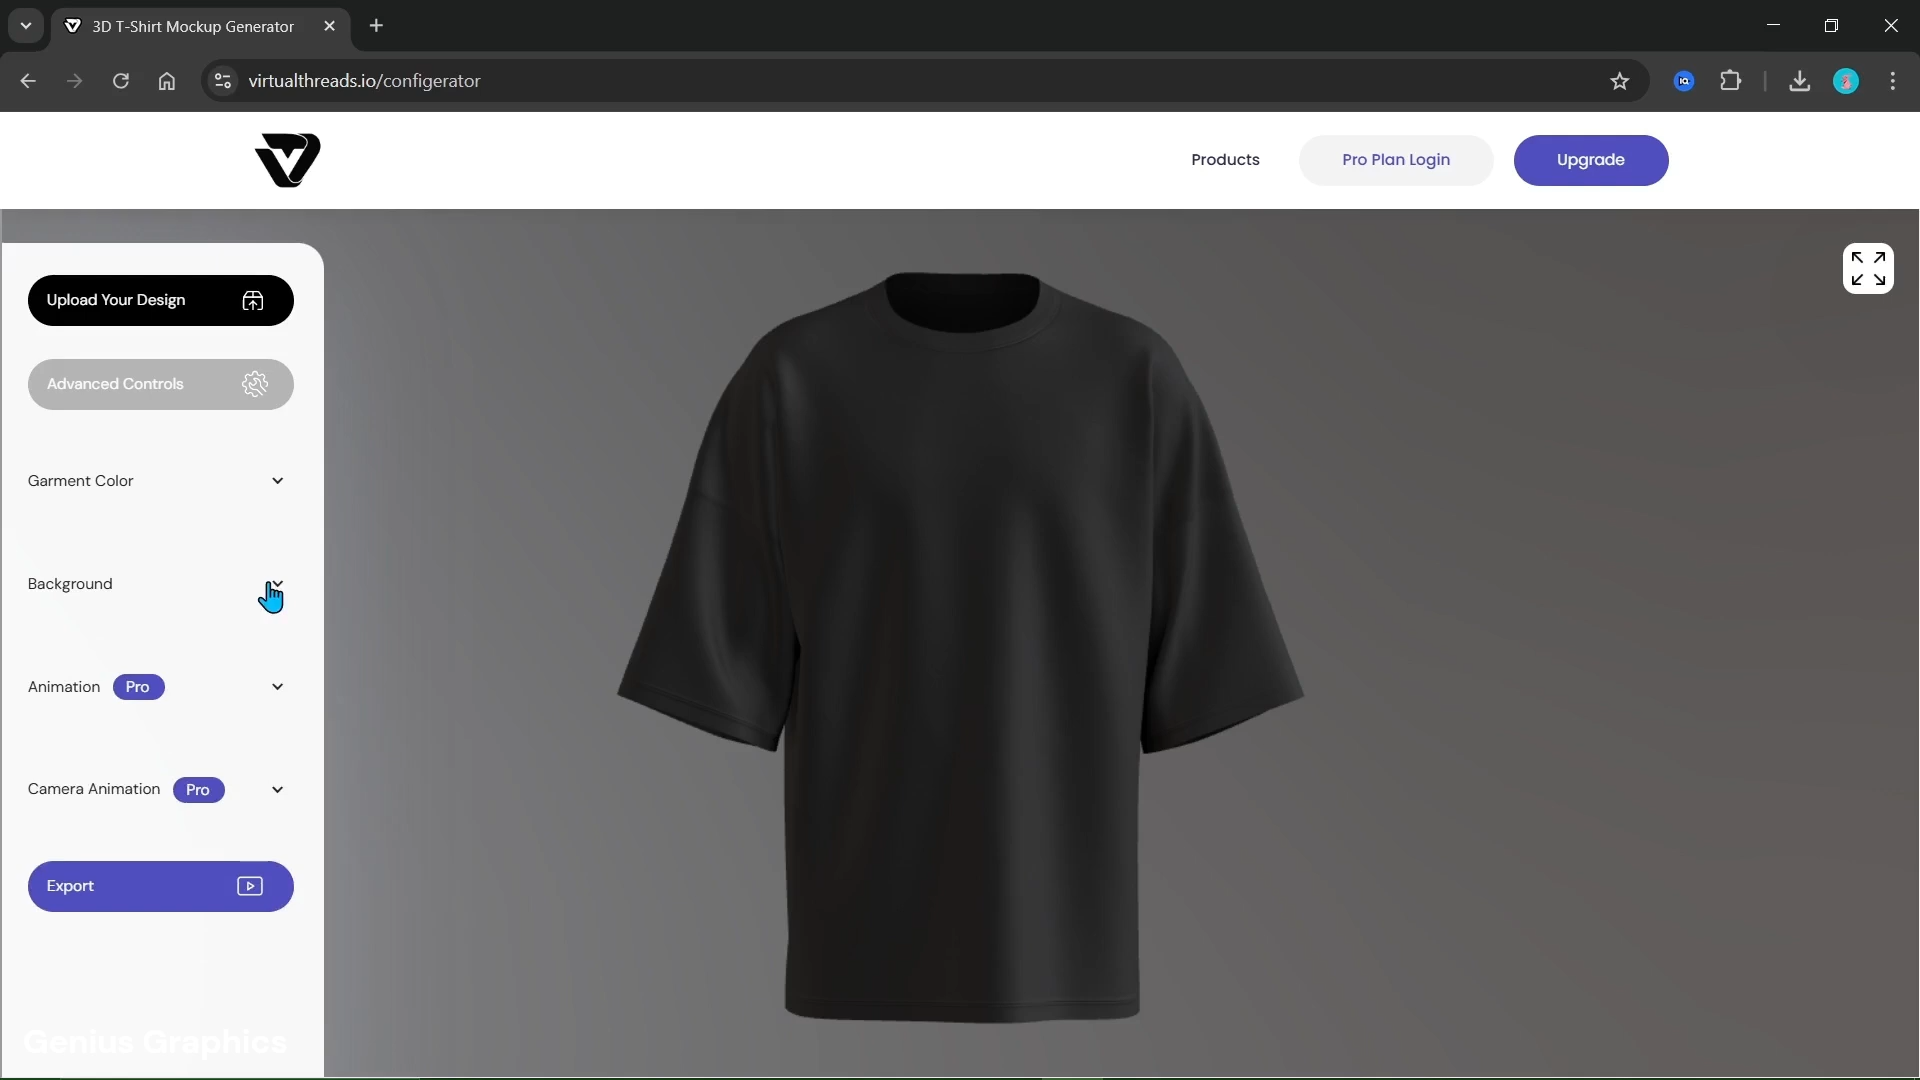 3D T-Shirt Mockup Generator
virtualthreads.io/configerator
Products
Pro Plan Login
Upgrade
Upload Your Design
Advanced Controls
Garment Color
Background
Animation Pro
Camera Animation Pro
Export
Genius Graphics